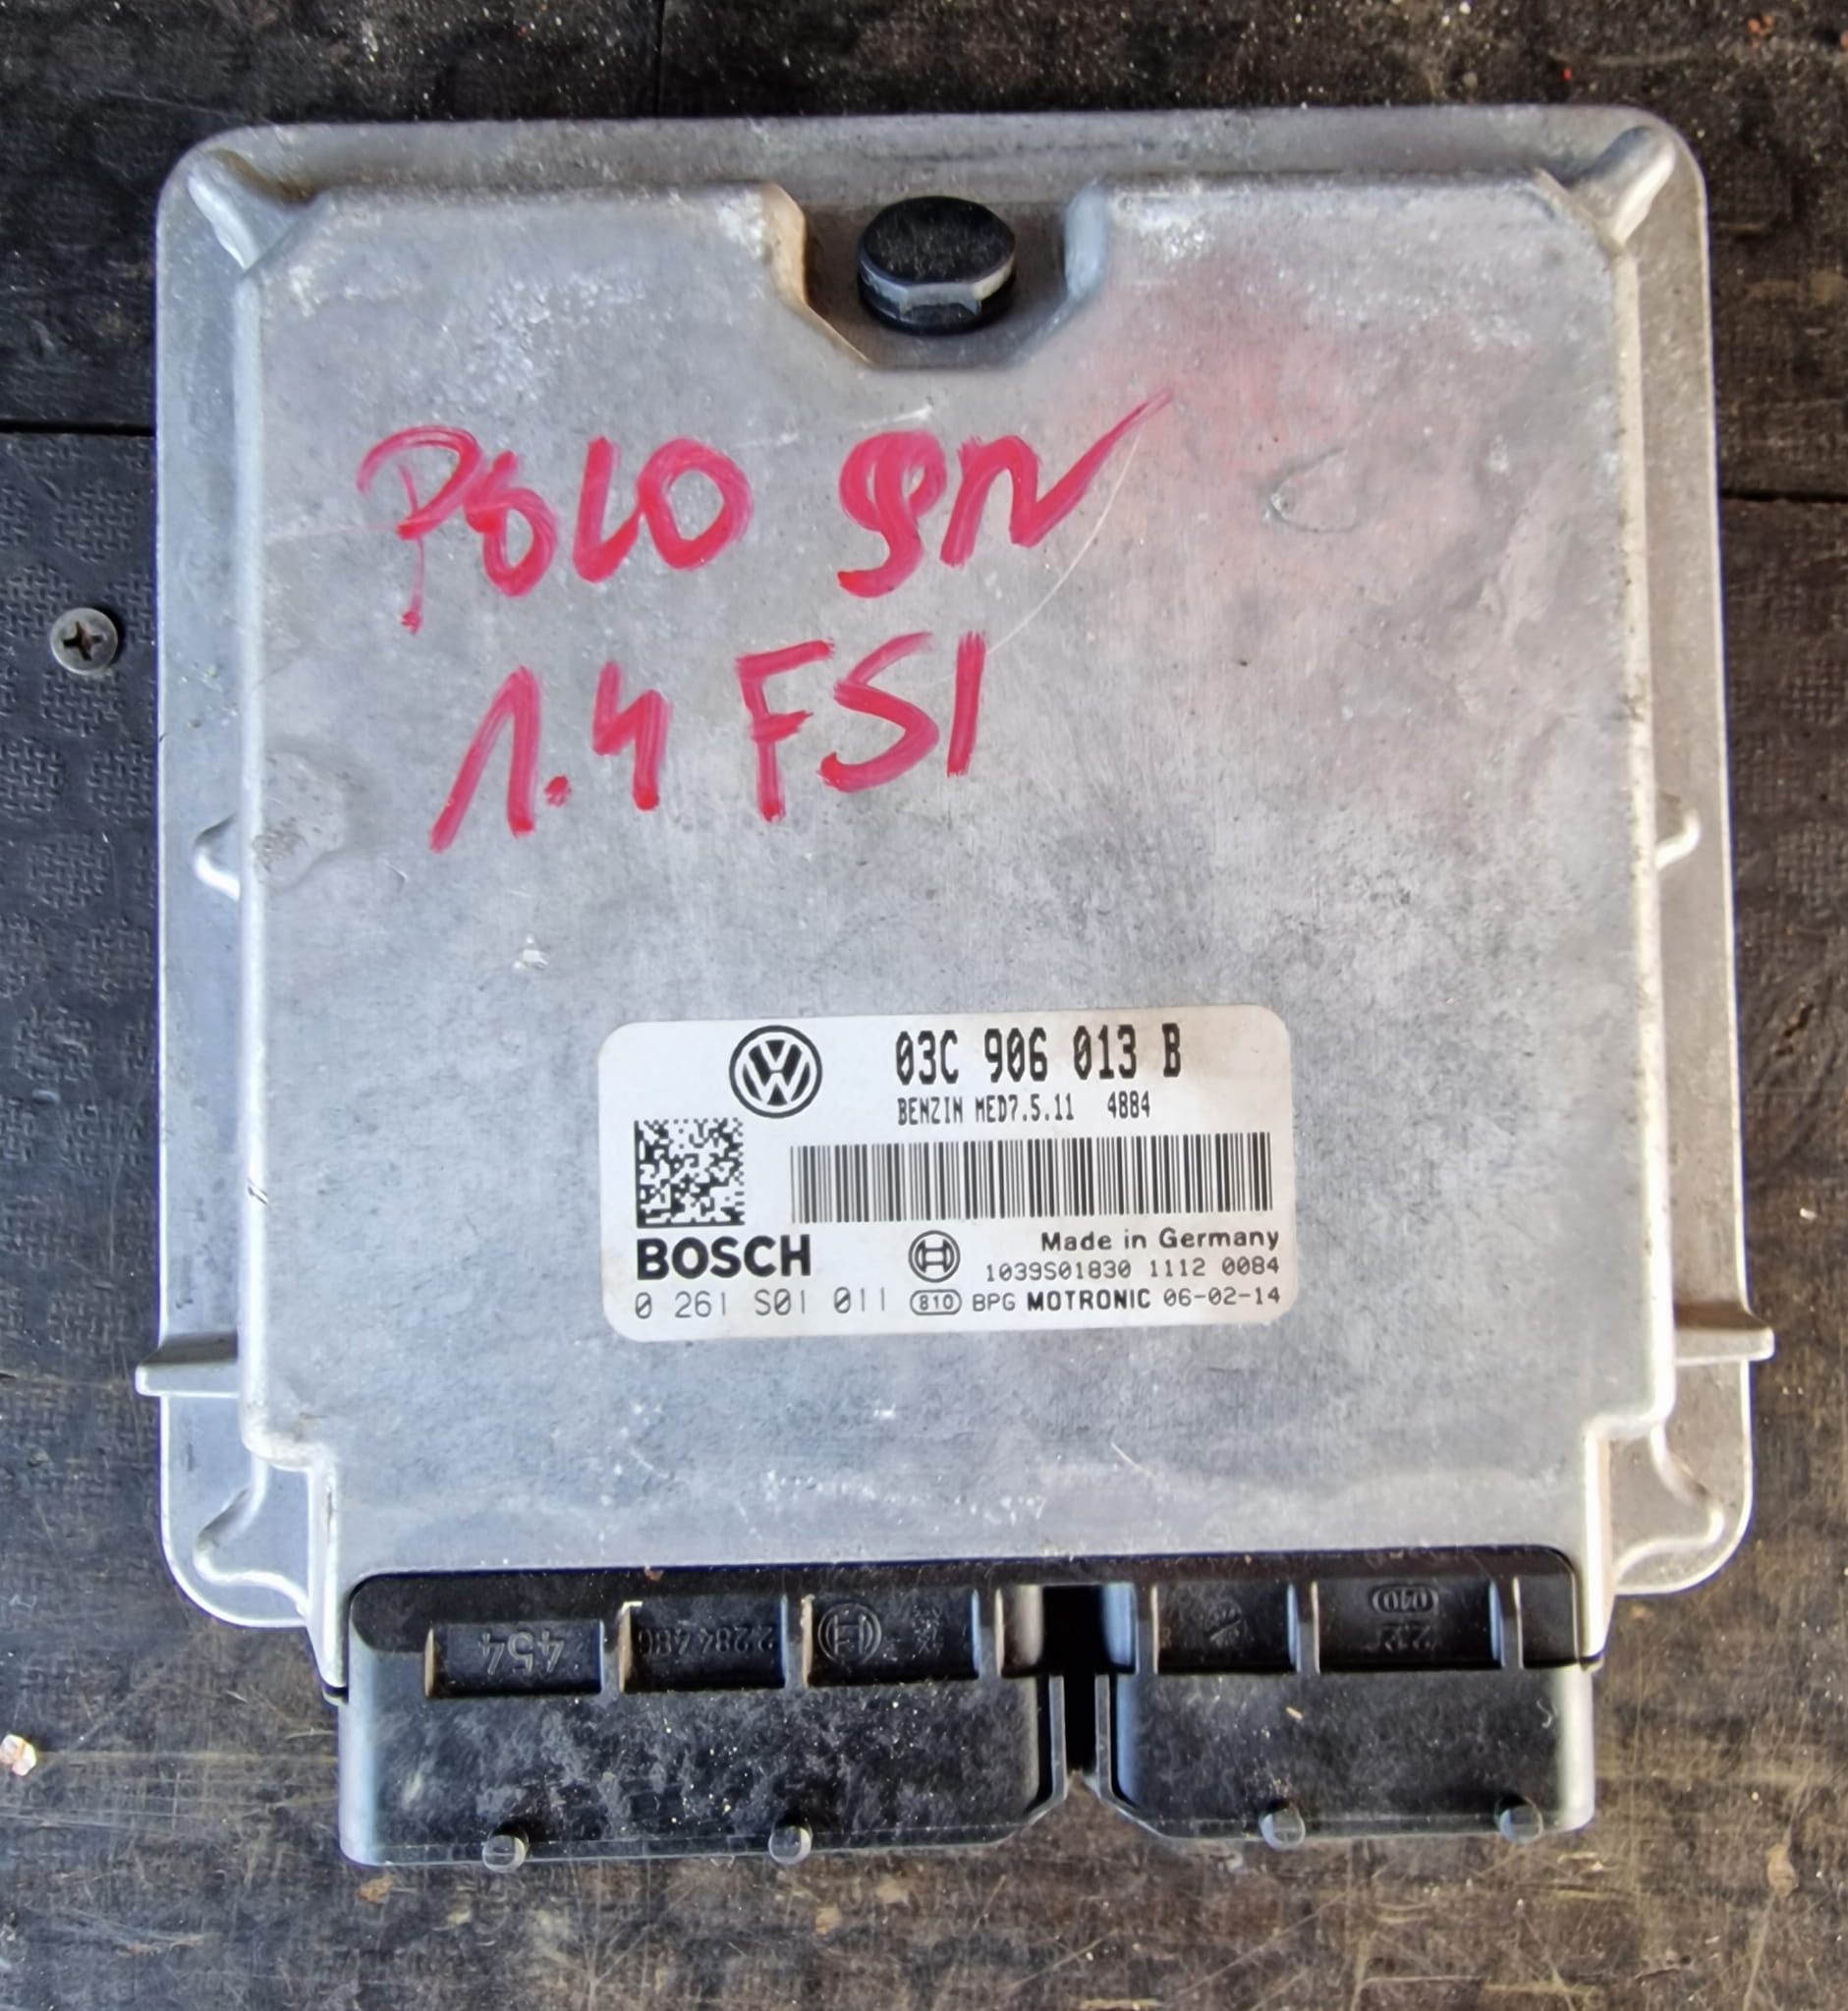 POLO 9N
1.4 FSI
03C 906 013 B
BENZIN MED7.5.11 4884
BOSCH
Made in Germany
1039S01830 1112 0084
0 261 S01 011 810 BPG MOTRONIC 06-02-14
454